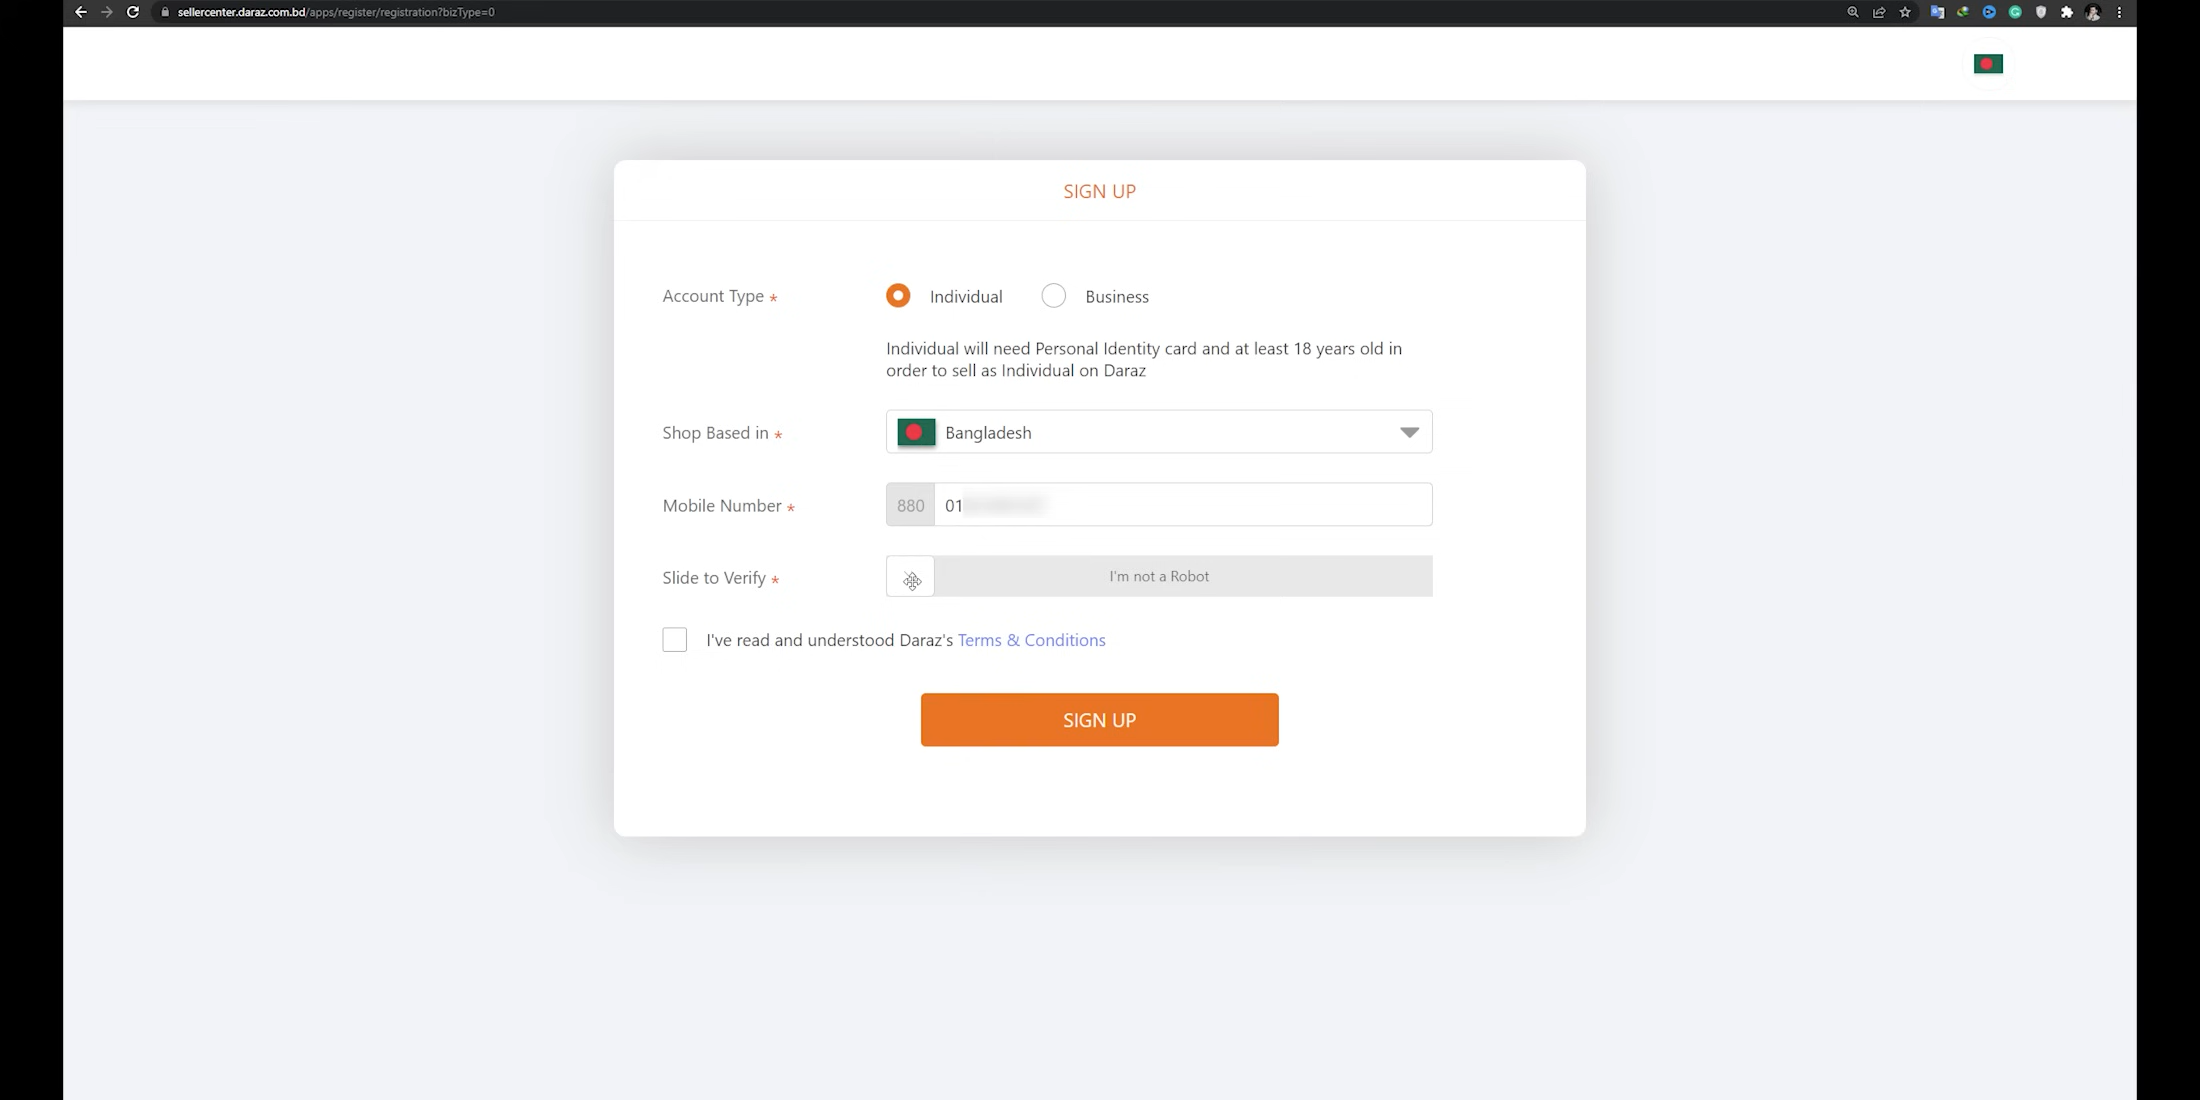 sellercenter.daraz.com.bd/apps/register/registration?bizType=0
SIGN UP
Account Type *
Individual
Business
Individual will need Personal Identity card and at least 18 years old in
order to sell as Individual on Daraz
Shop Based in *
Bangladesh
Mobile Number *
880
01
Slide to Verify *
I'm not a Robot
I've read and understood Daraz's Terms & Conditions
SIGN UP